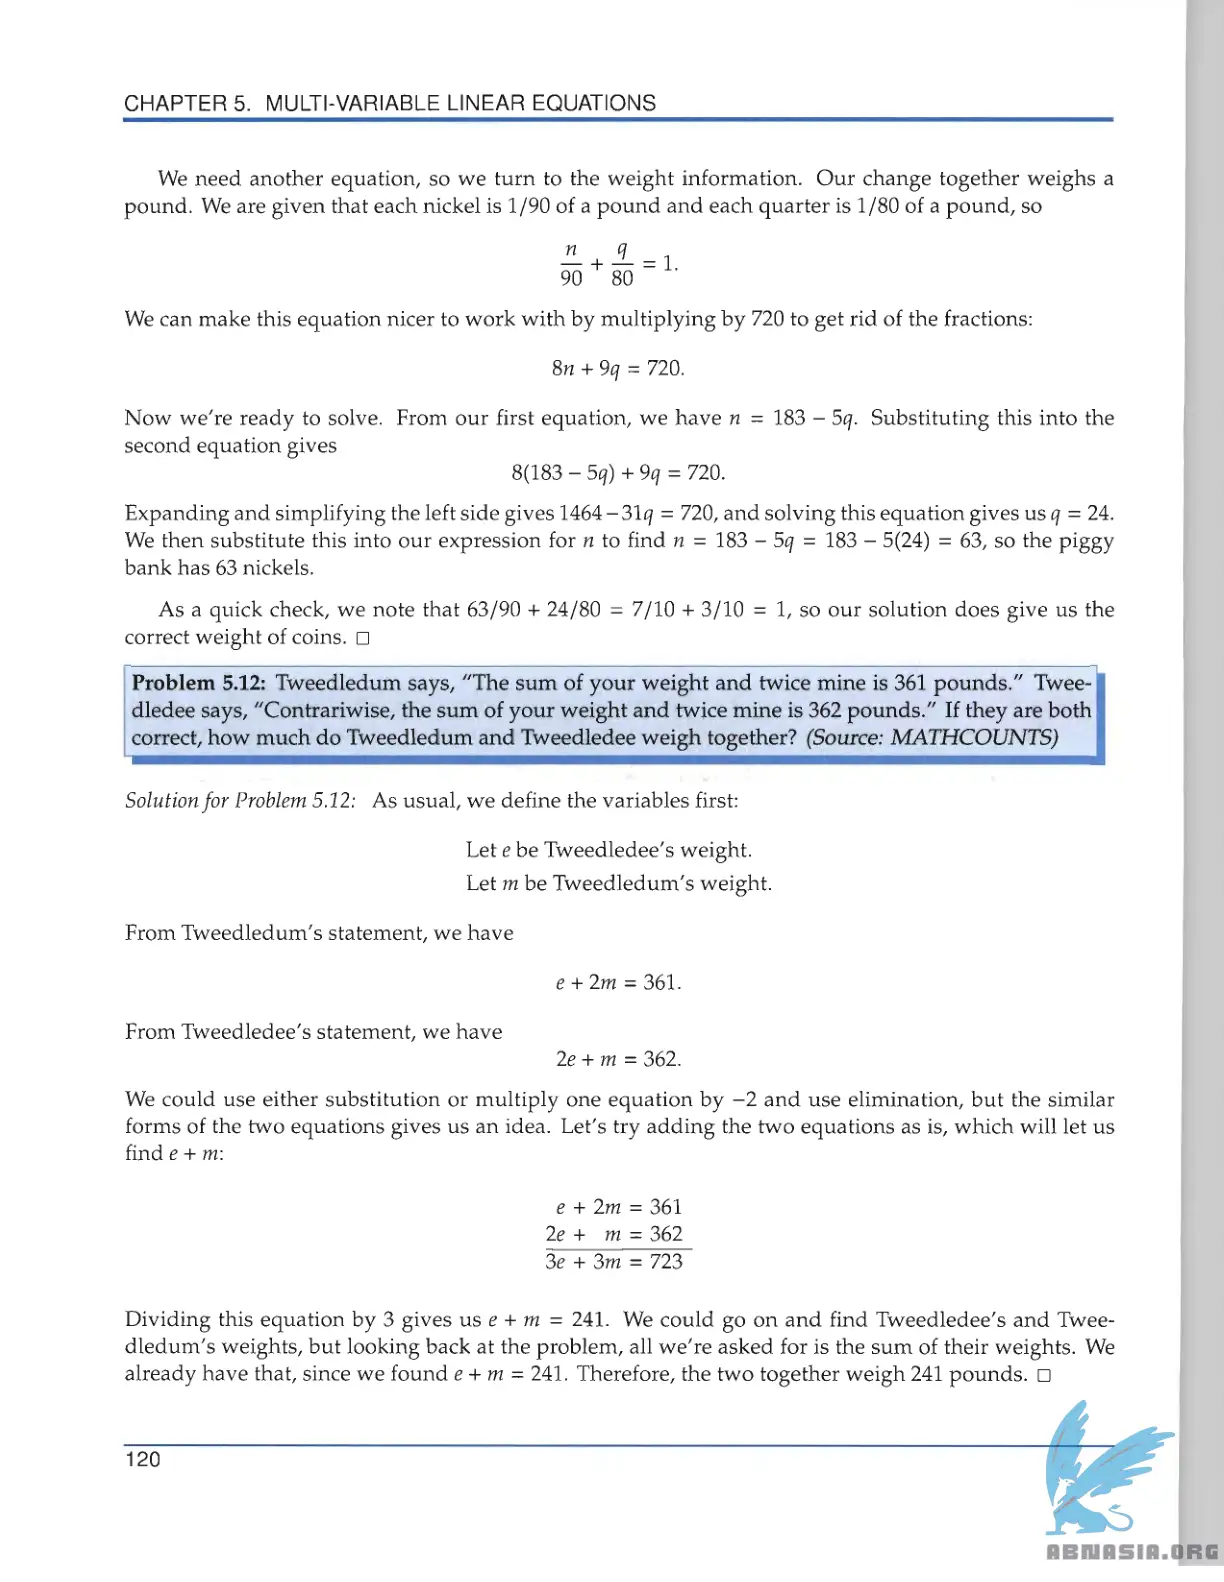 CHAPTER 5. MULTI-VARIABLE LINEAR EQUATIONS
We need another equation, so we turn to the weight information. Our change together weighs a
pound. We are given that each nickel is 1/90 of a pound and each quarter is 1/80 of a pound, so
n/90 + q/80 = 1.
We can make this equation nicer to work with by multiplying by 720 to get rid of the fractions:
8n + 9q = 720.
Now we're ready to solve. From our first equation, we have n = 183 − 5q. Substituting this into the
second equation gives
8(183 − 5q) + 9q = 720.
Expanding and simplifying the left side gives 1464 − 31q = 720, and solving this equation gives us q = 24.
We then substitute this into our expression for n to find n = 183 − 5q = 183 − 5(24) = 63, so the piggy
bank has 63 nickels.
As a quick check, we note that 63/90 + 24/80 = 7/10 + 3/10 = 1, so our solution does give us the
correct weight of coins. □
Problem 5.12: Tweedledum says, "The sum of your weight and twice mine is 361 pounds." Twee-
dledee says, "Contrariwise, the sum of your weight and twice mine is 362 pounds." If they are both
correct, how much do Tweedledum and Tweedledee weigh together? (Source: MATHCOUNTS)
Solution for Problem 5.12: As usual, we define the variables first:
Let e be Tweedledee's weight.
Let m be Tweedledum's weight.
From Tweedledum's statement, we have
e + 2m = 361.
From Tweedledee's statement, we have
2e + m = 362.
We could use either substitution or multiply one equation by −2 and use elimination, but the similar
forms of the two equations gives us an idea. Let's try adding the two equations as is, which will let us
find e + m:
e + 2m = 361
2e + m = 362
3e + 3m = 723
Dividing this equation by 3 gives us e + m = 241. We could go on and find Tweedledee's and Twee-
dledum's weights, but looking back at the problem, all we're asked for is the sum of their weights. We
already have that, since we found e + m = 241. Therefore, the two together weigh 241 pounds. □
120
ABNASIA.ORG